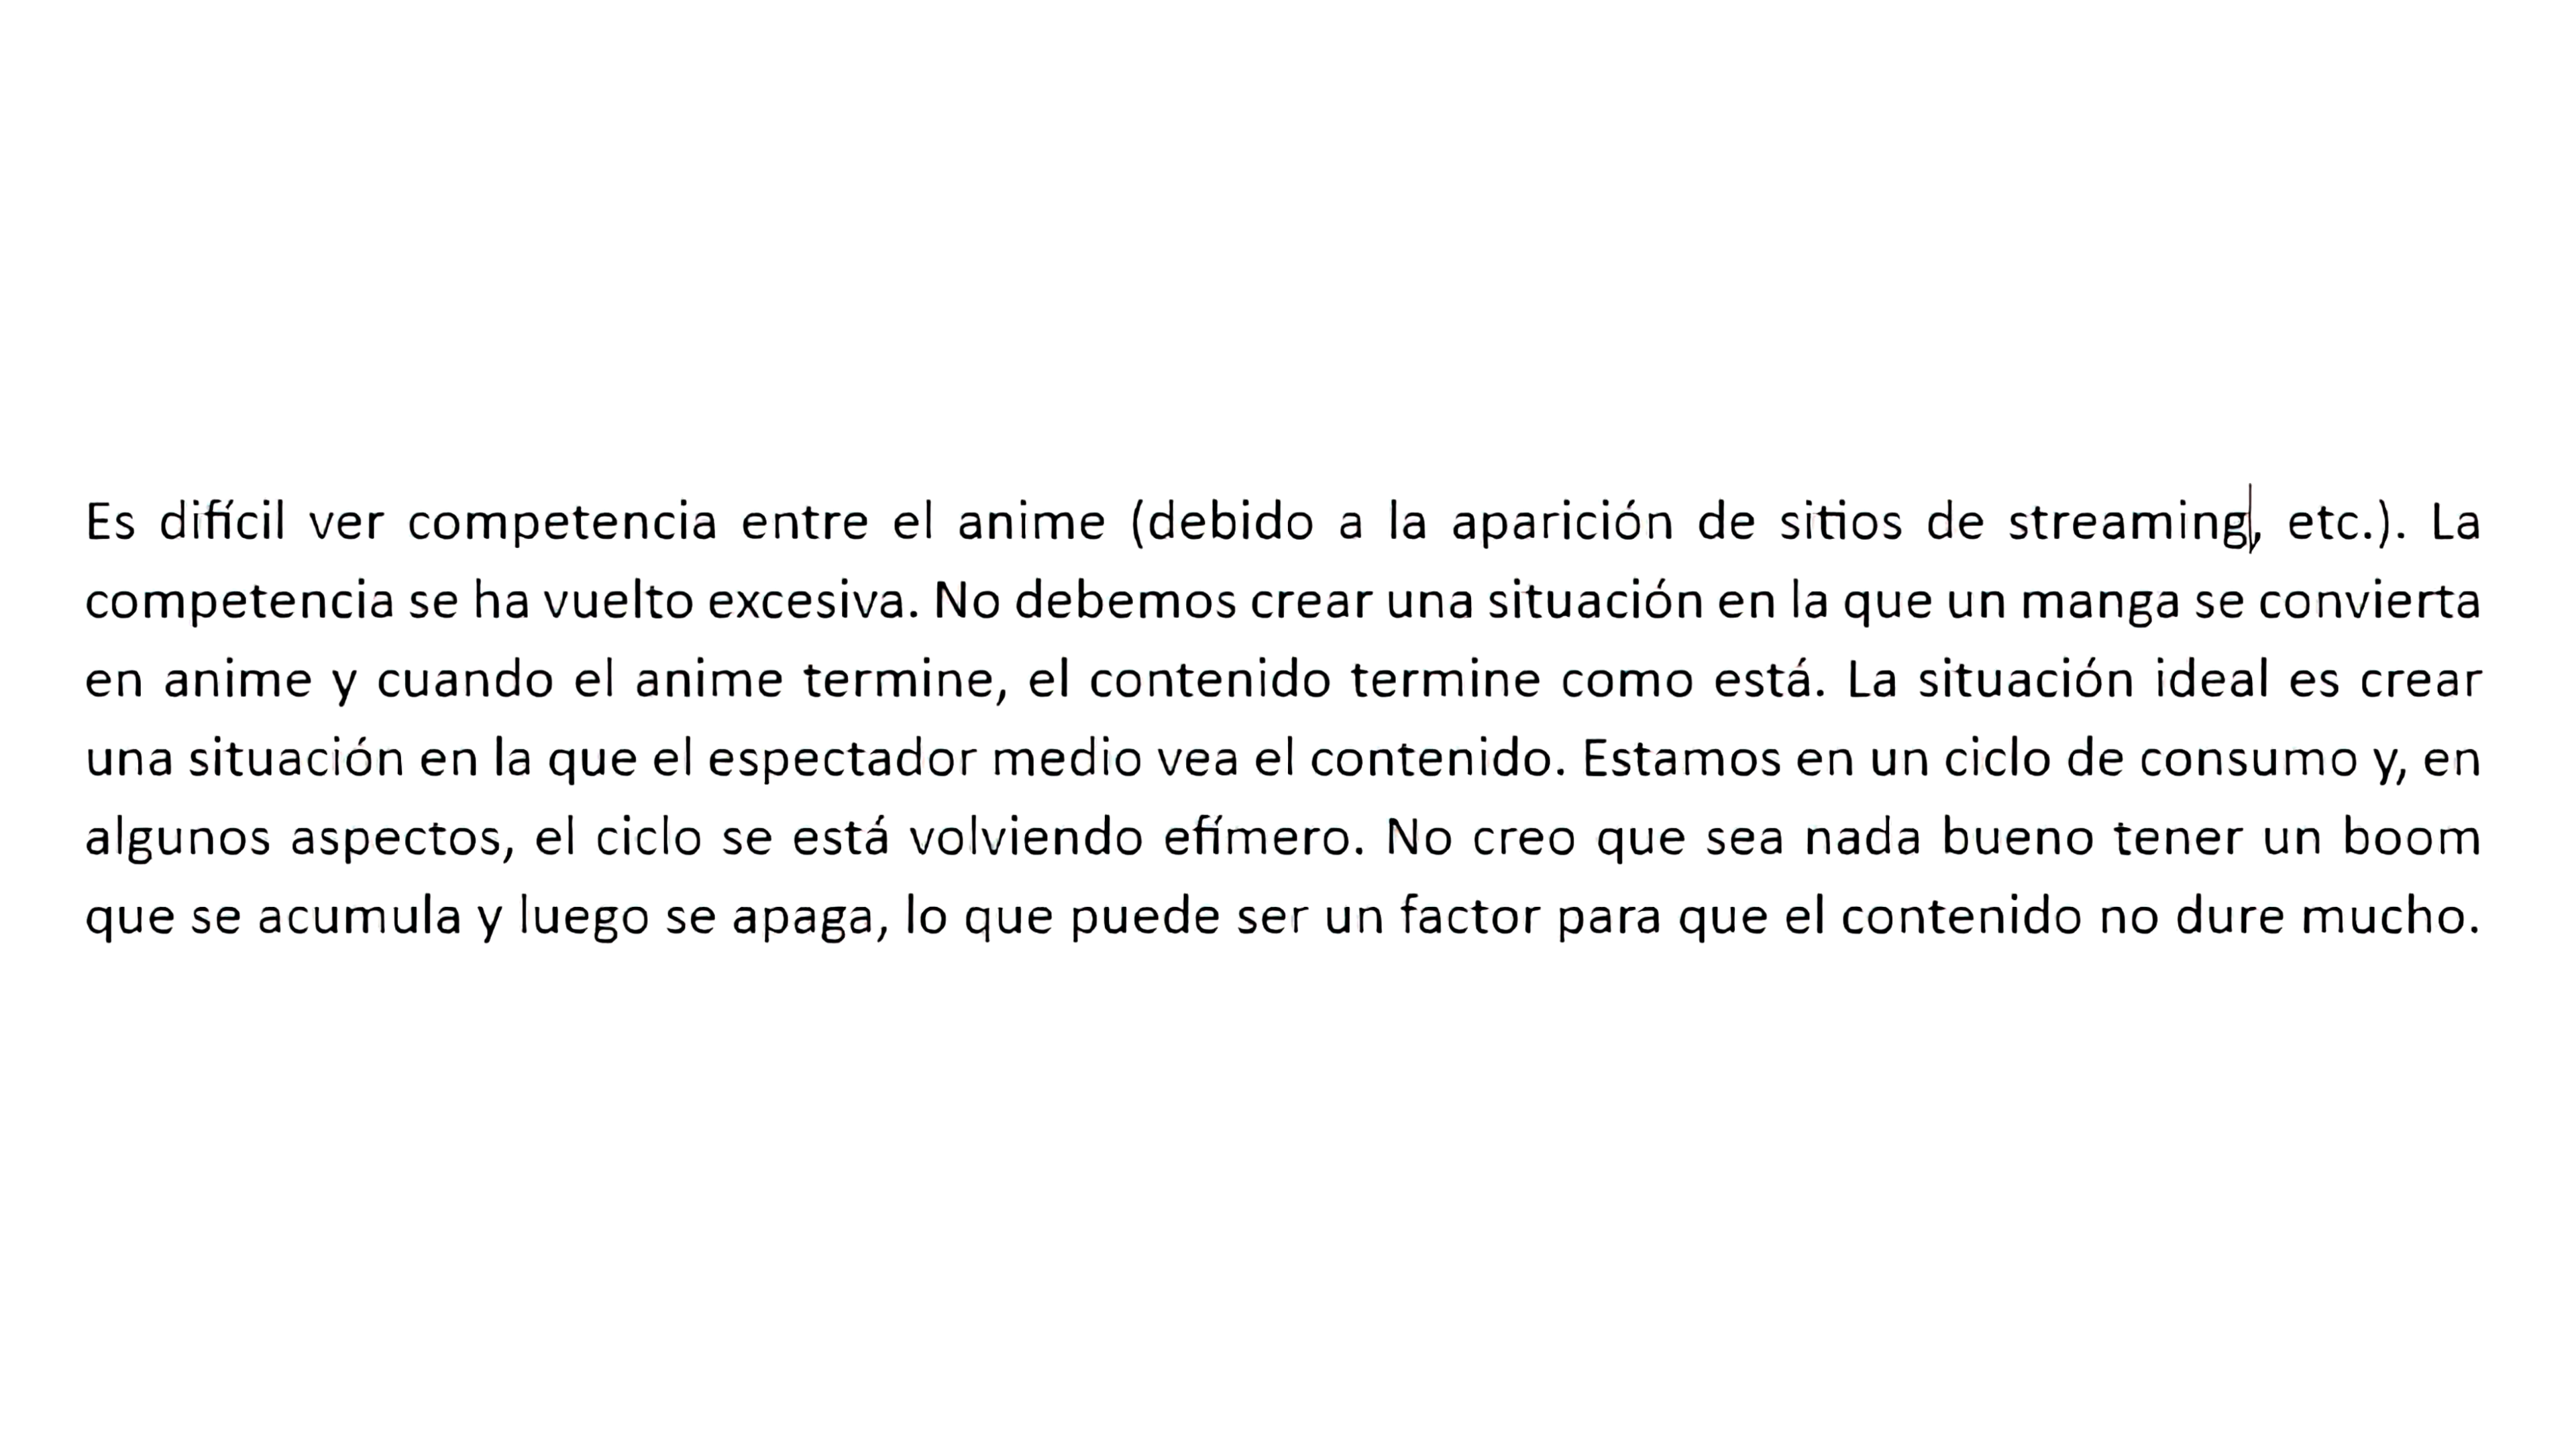 Es difícil ver competencia entre el anime (debido a la aparición de sitios de streaming, etc.). La
competencia se ha vuelto excesiva. No debemos crear una situación en la que un manga se convierta
en anime y cuando el anime termine, el contenido termine como está. La situación ideal es crear
una situación en la que el espectador medio vea el contenido. Estamos en un ciclo de consumo y, en
algunos aspectos, el ciclo se está volviendo efímero. No creo que sea nada bueno tener un boom
que se acumula y luego se apaga, lo que puede ser un factor para que el contenido no dure mucho.